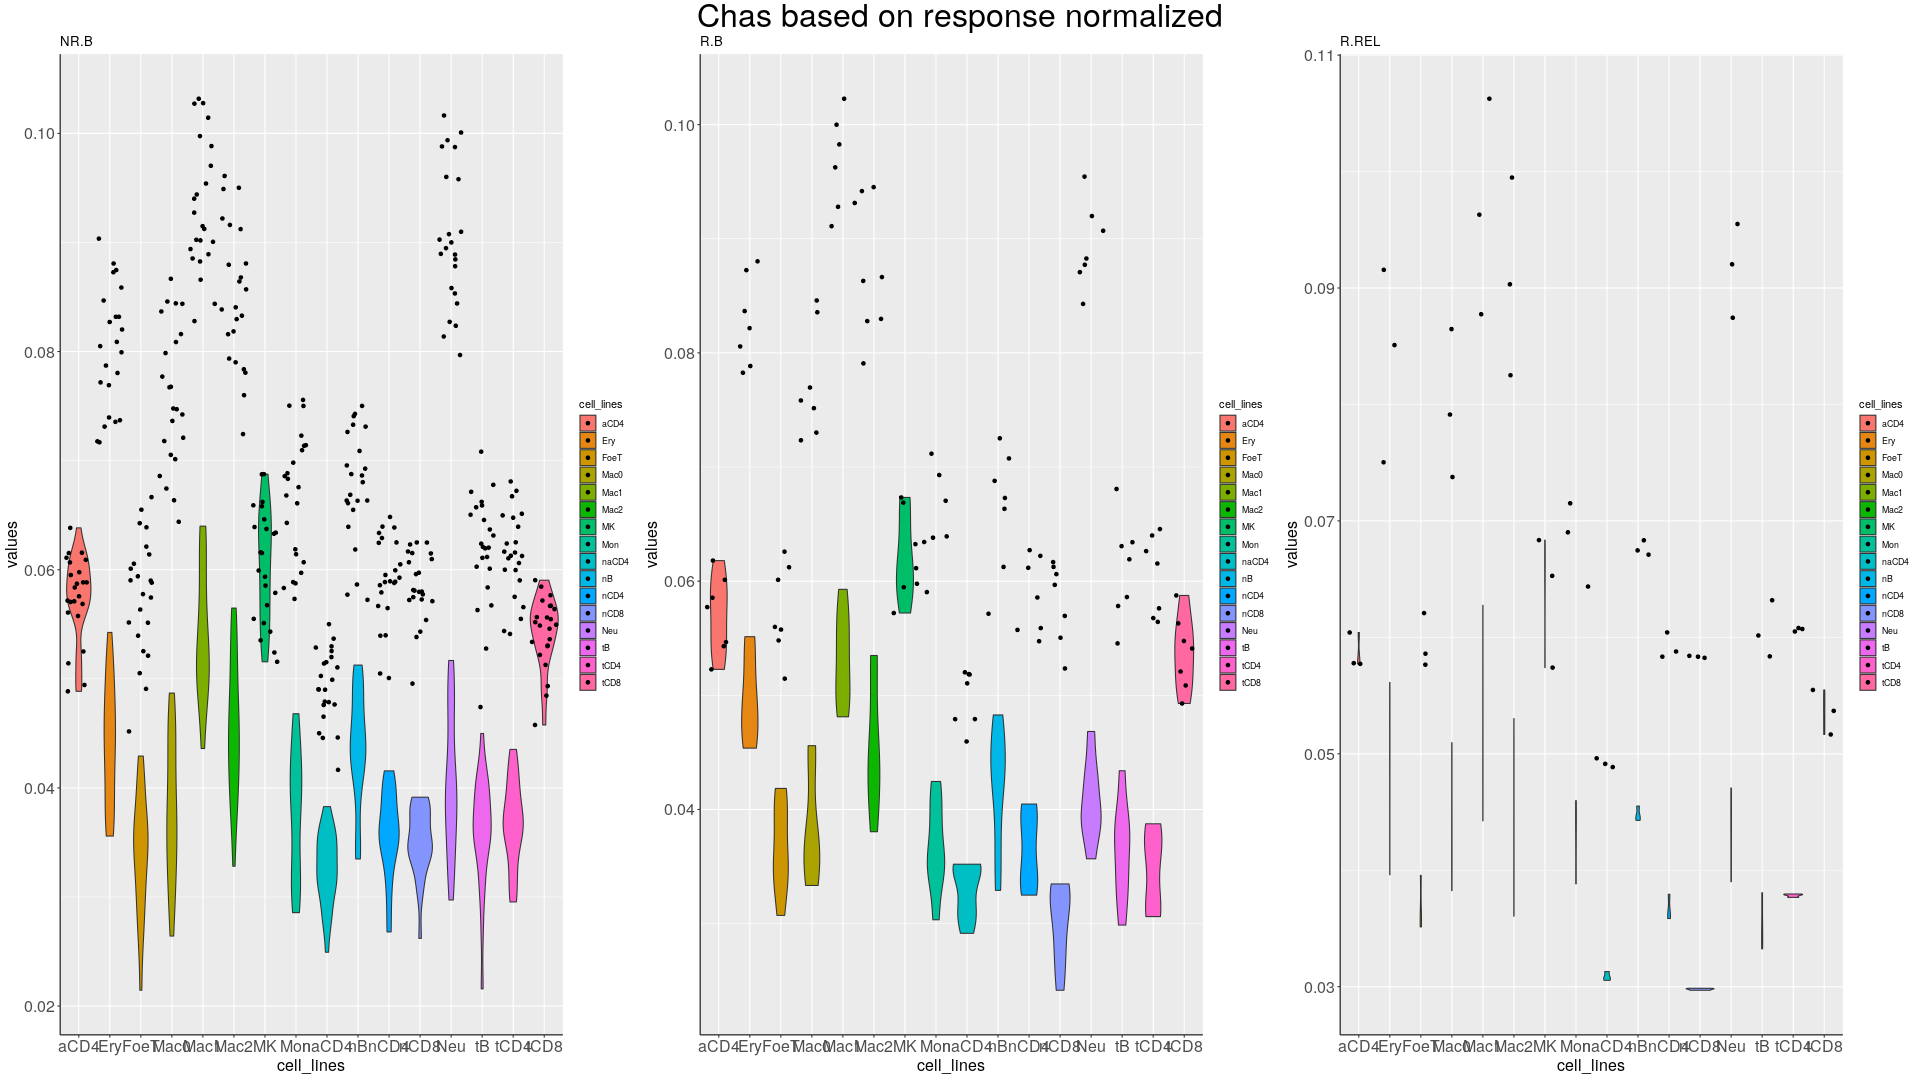 Chas based on response normalized
NR.B
values
0.10
0.08
0.06
0.04
0.02
aCD4 Ery FoeT Mac0 Mac1 Mac2 MK Mon naCD4 nB nCD4 nCD8 Neu tB tCD4 tCD8
cell_lines
cell_lines
aCD4
Ery
FoeT
Mac0
Mac1
Mac2
MK
Mon
naCD4
nB
nCD4
nCD8
Neu
tB
tCD4
tCD8
R.B
values
0.10
0.08
0.06
0.04
aCD4 Ery FoeT Mac0 Mac1 Mac2 MK Mon naCD4 nB nCD4 nCD8 Neu tB tCD4 tCD8
cell_lines
cell_lines
aCD4
Ery
FoeT
Mac0
Mac1
Mac2
MK
Mon
naCD4
nB
nCD4
nCD8
Neu
tB
tCD4
tCD8
R.REL
values
0.11
0.09
0.07
0.05
0.03
aCD4 Ery FoeT Mac0 Mac1 Mac2 MK Mon naCD4 nB nCD4 nCD8 Neu tB tCD4 tCD8
cell_lines
cell_lines
aCD4
Ery
FoeT
Mac0
Mac1
Mac2
MK
Mon
naCD4
nB
nCD4
nCD8
Neu
tB
tCD4
tCD8